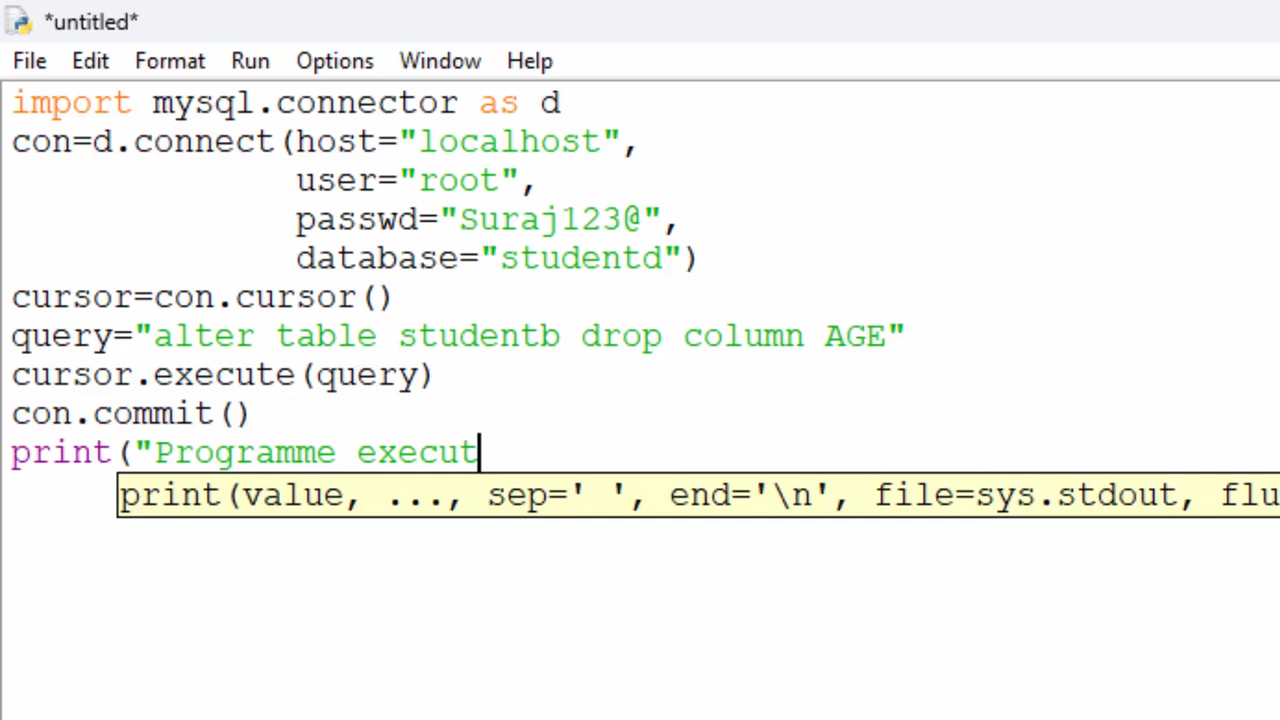 *untitled*
File Edit Format Run Options Window Help
import mysql.connector as d
con=d.connect(host="localhost",
              user="root",
              passwd="Suraj123@",
              database="studentd")
cursor=con.cursor()
query="alter table studentb drop column AGE"
cursor.execute(query)
con.commit()
print("Programme execut
print(value, ..., sep=' ', end='\n', file=sys.stdout, flu